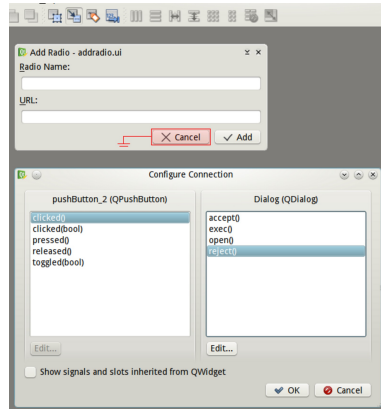 Add Radio - addradio.ui
Radio Name:
URL:
Cancel
Add
Configure Connection
pushButton_2 (QPushButton)
Dialog (QDialog)
clicked()
clicked(bool)
pressed()
released()
toggled(bool)
accept()
exec()
open()
reject()
Edit...
Edit...
Show signals and slots inherited from QWidget
OK
Cancel